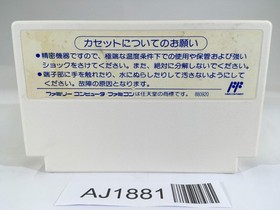 カセットについてのお願い
●精密機器ですので、極端な温度条件下での使用や保管および強い
ショックをさけてください。また、絶対に分解しないでください。
●端子部に手を触れたり、水にぬらしたりして汚さないようにして
ください。故障の原因となります。
ファミリーコンピュータ ファミコンは任天堂の商標です。
FF
AJ1881